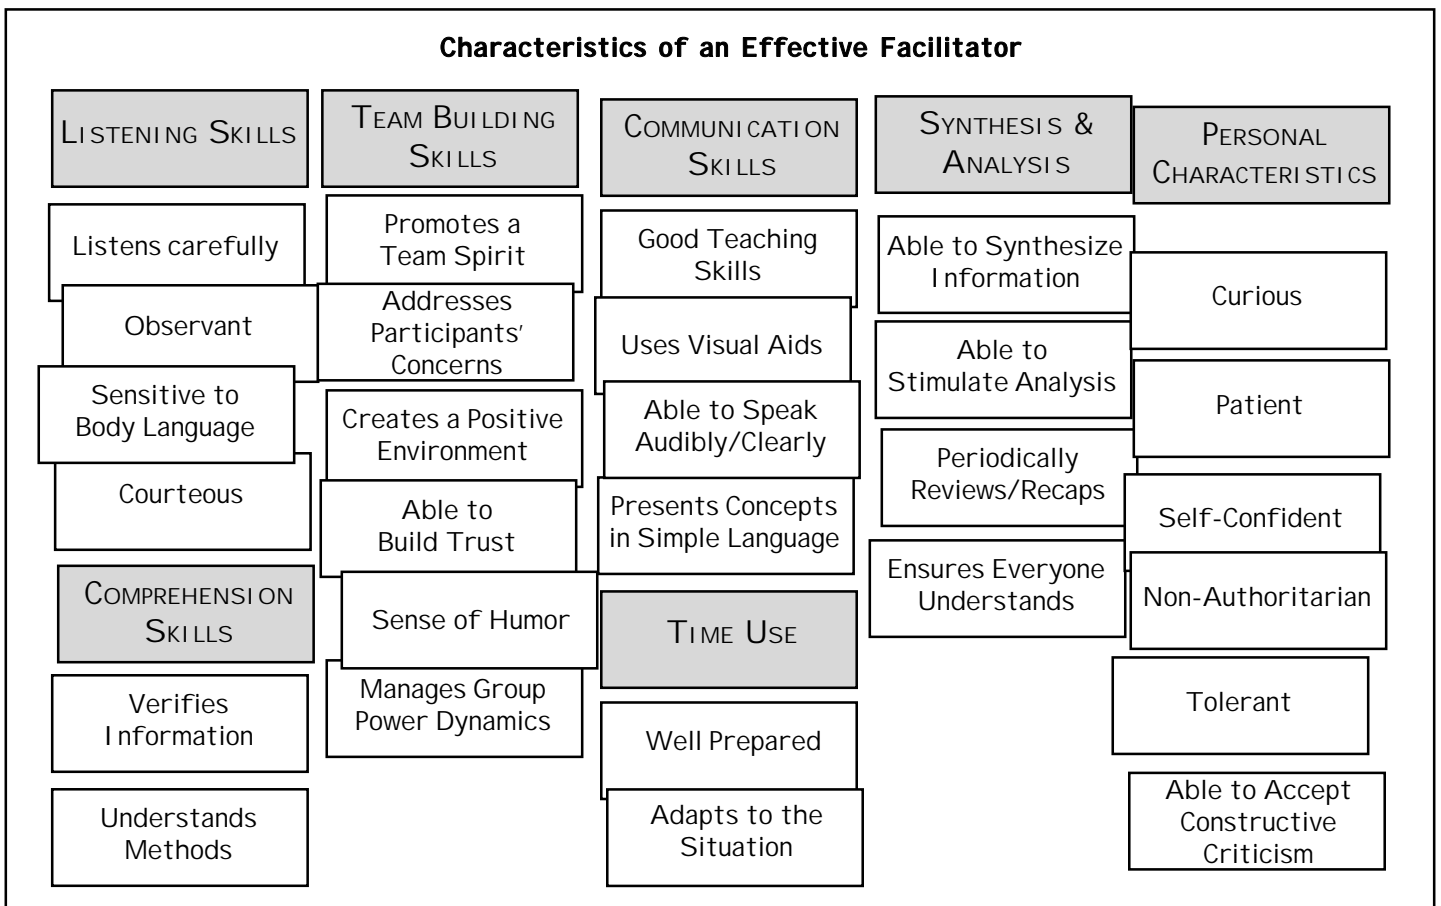 Characteristics of an Effective Facilitator
LISTENING SKILLS
Listens carefully
Observant
Sensitive to
Body Language
Courteous
COMPREHENSION
SKILLS
Verifies
Information
Understands
Methods
TEAM BUILDING
SKILLS
Promotes a
Team Spirit
Addresses
Participants’
Concerns
Creates a Positive
Environment
Able to
Build Trust
Sense of Humor
Manages Group
Power Dynamics
COMMUNICATION
SKILLS
Good Teaching
Skills
Uses Visual Aids
Able to Speak
Audibly/Clearly
Presents Concepts
in Simple Language
TIME USE
Well Prepared
Adapts to the
Situation
SYNTHESIS &
ANALYSIS
Able to Synthesize
Information
Able to
Stimulate Analysis
Periodically
Reviews/Recaps
Ensures Everyone
Understands
PERSONAL
CHARACTERISTICS
Curious
Patient
Self-Confident
Non-Authoritarian
Tolerant
Able to Accept
Constructive
Criticism